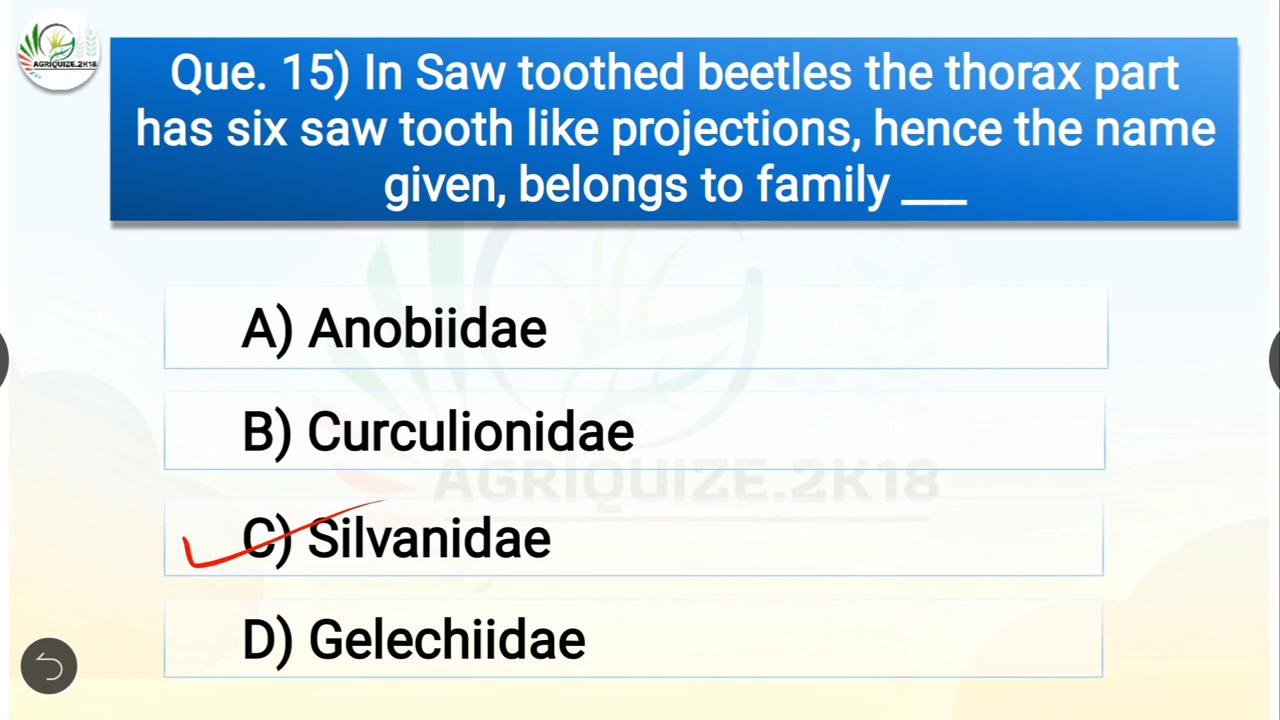 AGRIQUIZE.2K18
Que. 15) In Saw toothed beetles the thorax part
has six saw tooth like projections, hence the name
given, belongs to family ___
A) Anobiidae
B) Curculionidae
AGRIQUIZE.2K18
C) Silvanidae
D) Gelechiidae